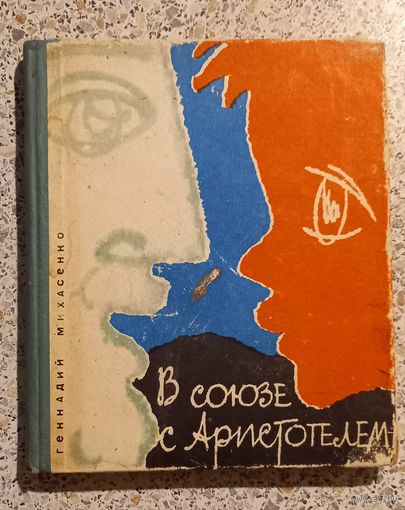 ГЕННАДИЙ МИХАСЕНКО
В СОЮЗЕ
С АРИСТОТЕЛЕМ